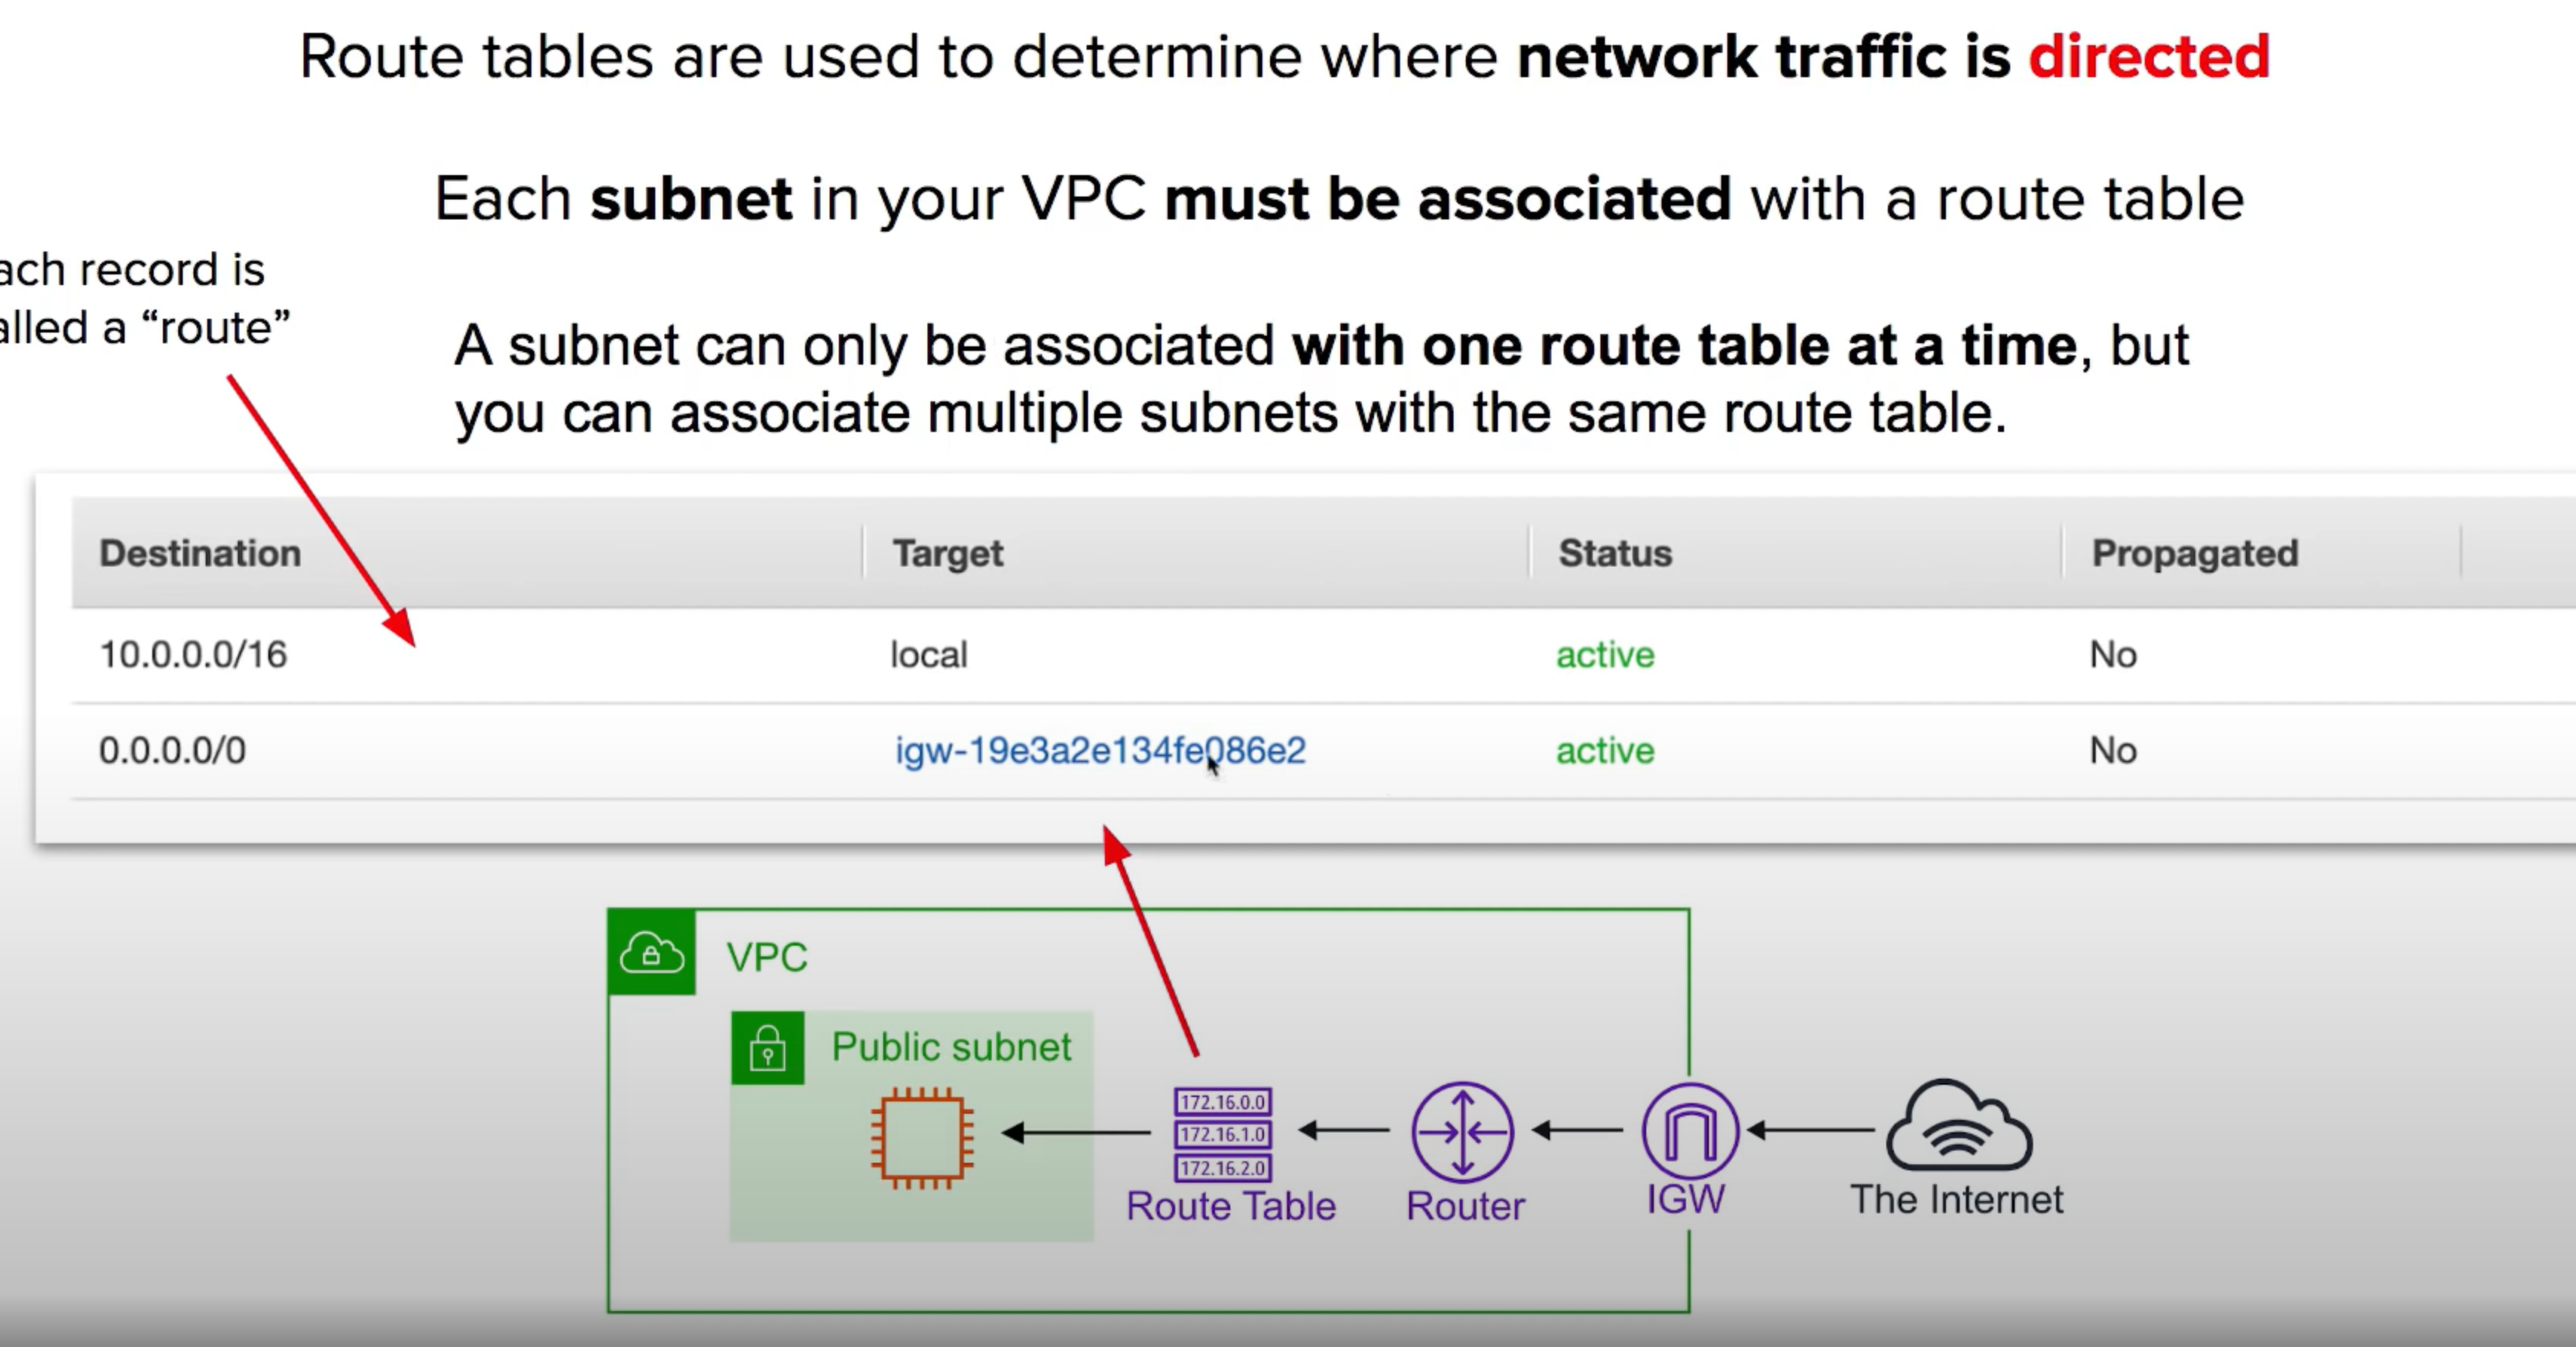 Route tables are used to determine where network traffic is directed
Each subnet in your VPC must be associated with a route table
ach record is
alled a “route”
A subnet can only be associated with one route table at a time, but
you can associate multiple subnets with the same route table.
Destination Target Status Propagated
10.0.0.0/16 local active No
0.0.0.0/0 igw-19e3a2e134fe086e2 active No
VPC
Public subnet
172.16.0.0
172.16.1.0
172.16.2.0
Route Table
Router
IGW
The Internet